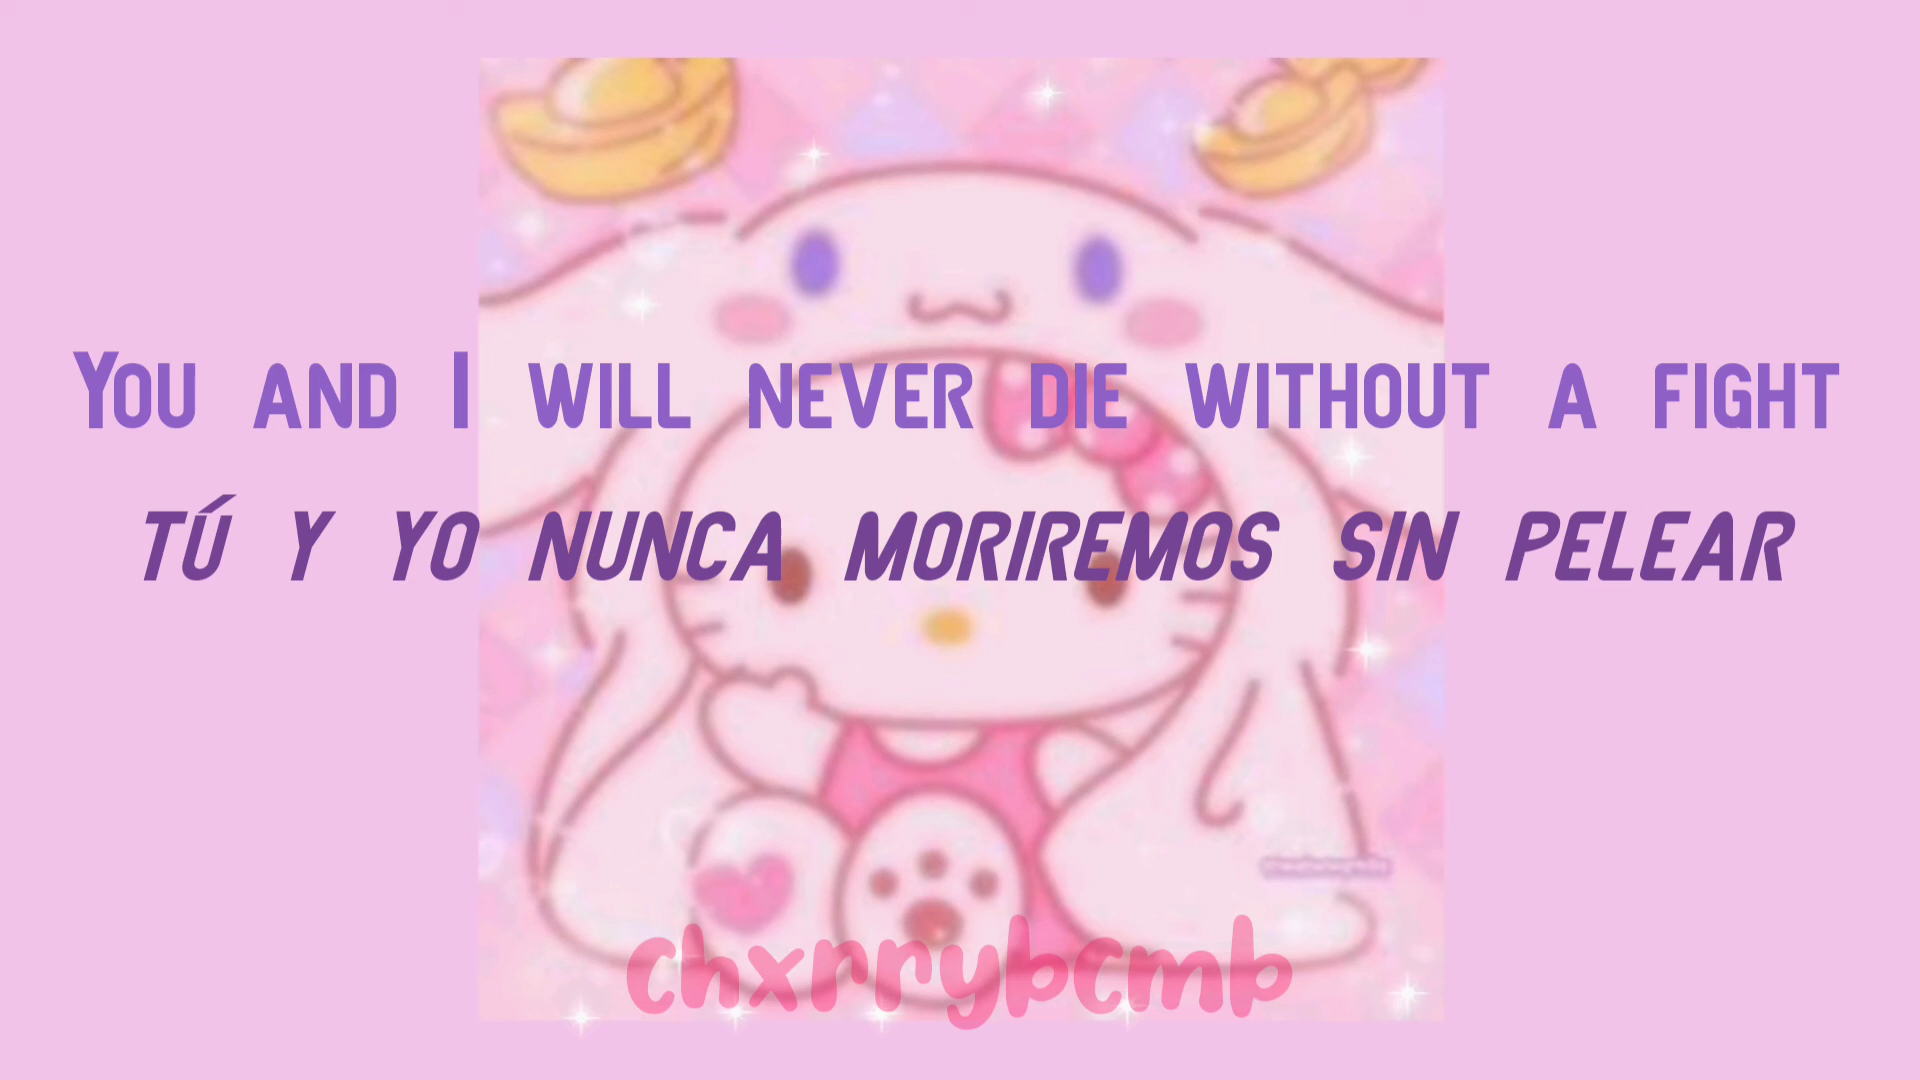 You and I will never die without a fight
TÚ Y YO NUNCA MORIREMOS SIN PELEAR
chxrrybcmb